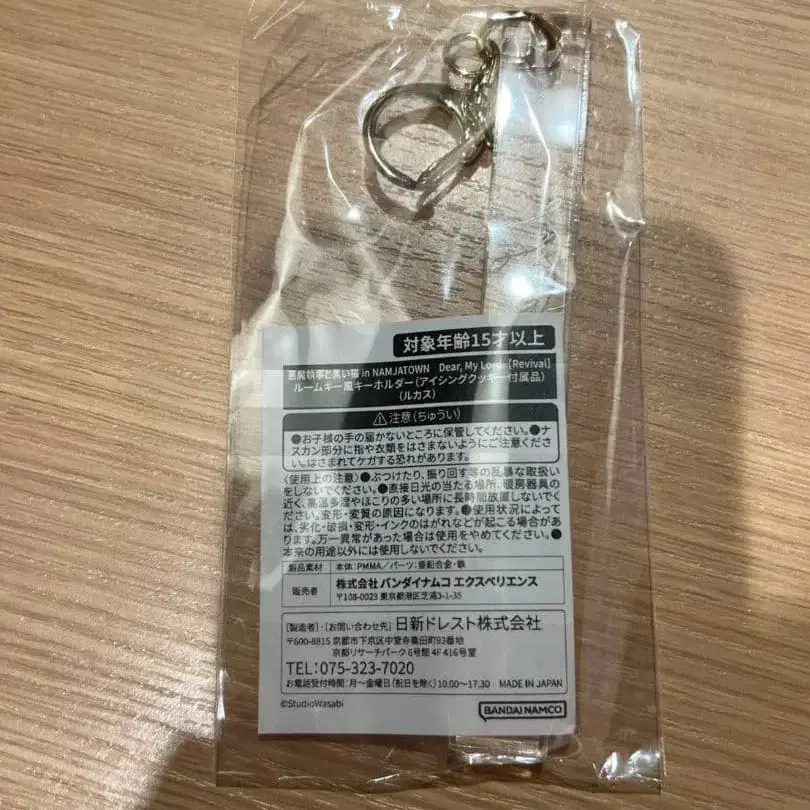 対象年齢15才以上
悪魔執事と黒い猫 in NAMJATOWN Dear, My Lord. [Revival]
ルームキー風キーホルダー(アイシングクッキー付属品)
(ルカス)
⚠注意(ちゅうい)
●お子様の手の届かないところに保管してください。●ナ
スカン部分に指や衣類をはさまないようにご注意くださ
い。はさまれてケガする恐れがあります。
〈使用上の注意〉●ぶつけたり、振り回す等の乱暴な取扱い
をしないでください。●直接日光の当たる場所、暖房器具の
近く、高温多湿やほこりの多い場所に長時間放置しないでく
ださい。変形・変質の原因になります。●使用状況によって
は、劣化・破損・変形・インクのはがれなどが起こる場合があ
ります。万一異常があった場合は使用をやめてください。●
本来の用途以外には使用しないでください。
製品素材 本体:PMMA/パーツ:亜鉛合金・鉄
販売者 株式会社 バンダイナムコ エクスペリエンス
〒108-0023 東京都港区芝浦3-1-35
[製造者]・[お問い合わせ先] 日新ドレスト株式会社
〒600-8815 京都市下京区中堂寺粟田町93番地
京都リサーチパーク6号館 4F 416号室
TEL:075-323-7020
お電話受付時間:月～金曜日(祝日を除く)10:00～17:30 MADE IN JAPAN
©StudioWasabi
BANDAI NAMCO